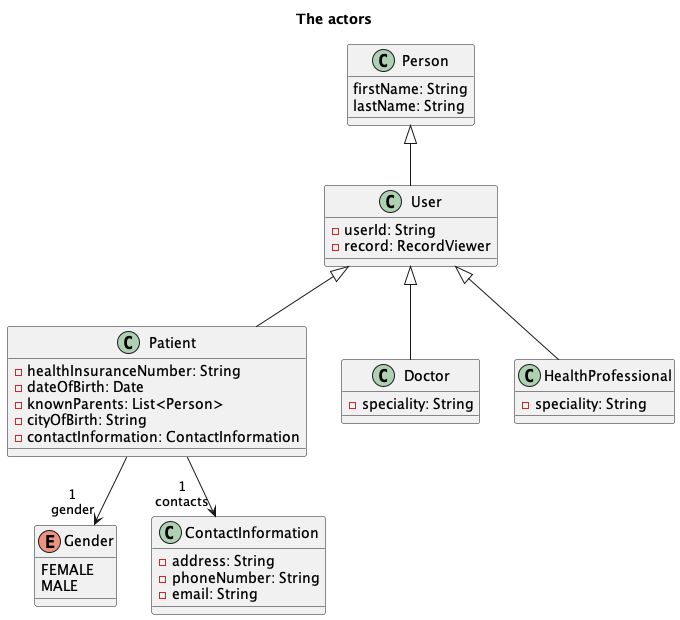 The actors
C Person
firstName: String
lastName: String
C User
userId: String
record: RecordViewer
C Patient
healthInsuranceNumber: String
dateOfBirth: Date
knownParents: List<Person>
cityOfBirth: String
contactInformation: ContactInformation
C Doctor
speciality: String
C HealthProfessional
speciality: String
1
gender
1
contacts
E Gender
FEMALE
MALE
C ContactInformation
address: String
phoneNumber: String
email: String